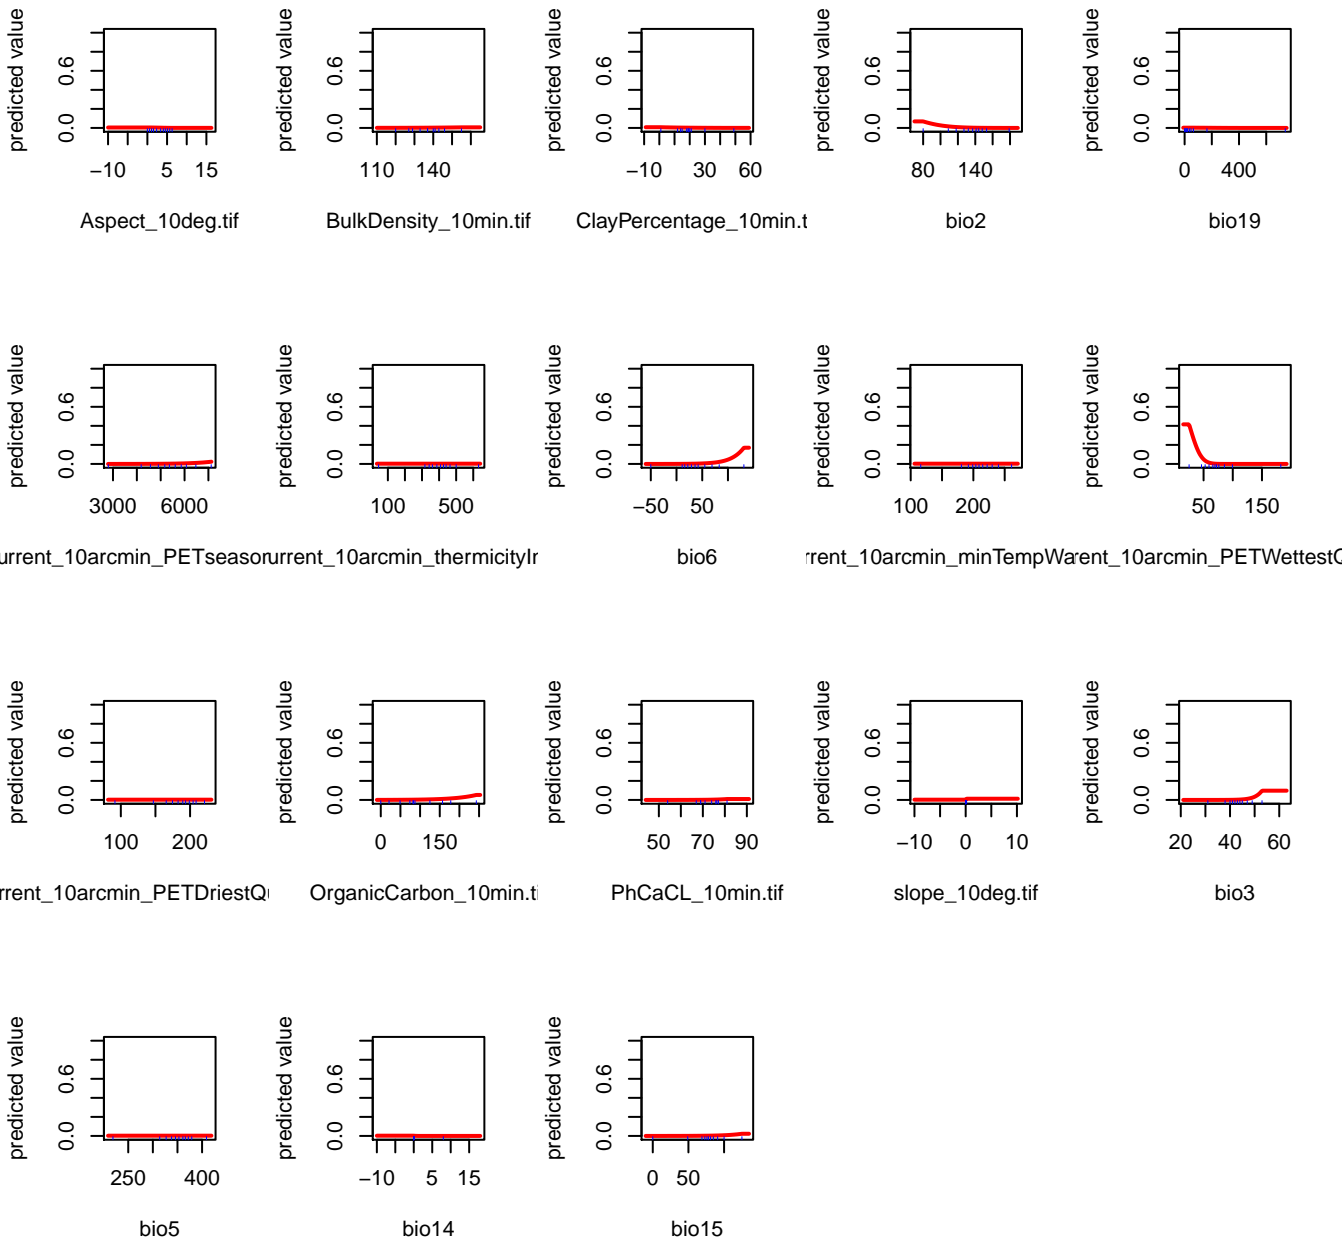 predicted value predicted value predicted value predicted value predicted value
0.0 0.6 0.0 0.6 0.0 0.6 0.0 0.6 0.0 0.6
−10 5 15 110 140 −10 30 60 80 140 0 400
Aspect_10deg.tif BulkDensity_10min.tif ClayPercentage_10min.t bio2 bio19
predicted value predicted value predicted value predicted value predicted value
0.0 0.6 0.0 0.6 0.0 0.6 0.0 0.6 0.0 0.6
3000 6000 100 500 −50 50 100 200 50 150
urrent_10arcmin_PETseasonurrent_10arcmin_thermicityIn bio6 rrent_10arcmin_minTempWarrent_10arcmin_PETWettestQ
predicted value predicted value predicted value predicted value predicted value
0.0 0.6 0.0 0.6 0.0 0.6 0.0 0.6 0.0 0.6
100 200 0 150 50 70 90 −10 0 10 20 40 60
rrent_10arcmin_PETDriestQu OrganicCarbon_10min.ti PhCaCL_10min.tif slope_10deg.tif bio3
predicted value predicted value predicted value
0.0 0.6 0.0 0.6 0.0 0.6
250 400 −10 5 15 0 50
bio5 bio14 bio15